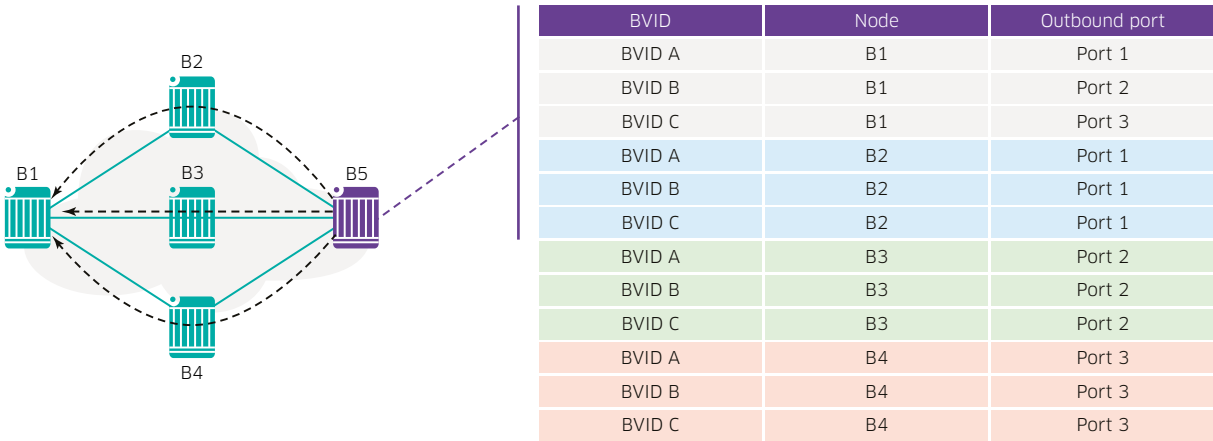 B2
B1
B3
B5
B4
BVID Node Outbound port
BVID A B1 Port 1
BVID B B1 Port 2
BVID C B1 Port 3
BVID A B2 Port 1
BVID B B2 Port 1
BVID C B2 Port 1
BVID A B3 Port 2
BVID B B3 Port 2
BVID C B3 Port 2
BVID A B4 Port 3
BVID B B4 Port 3
BVID C B4 Port 3